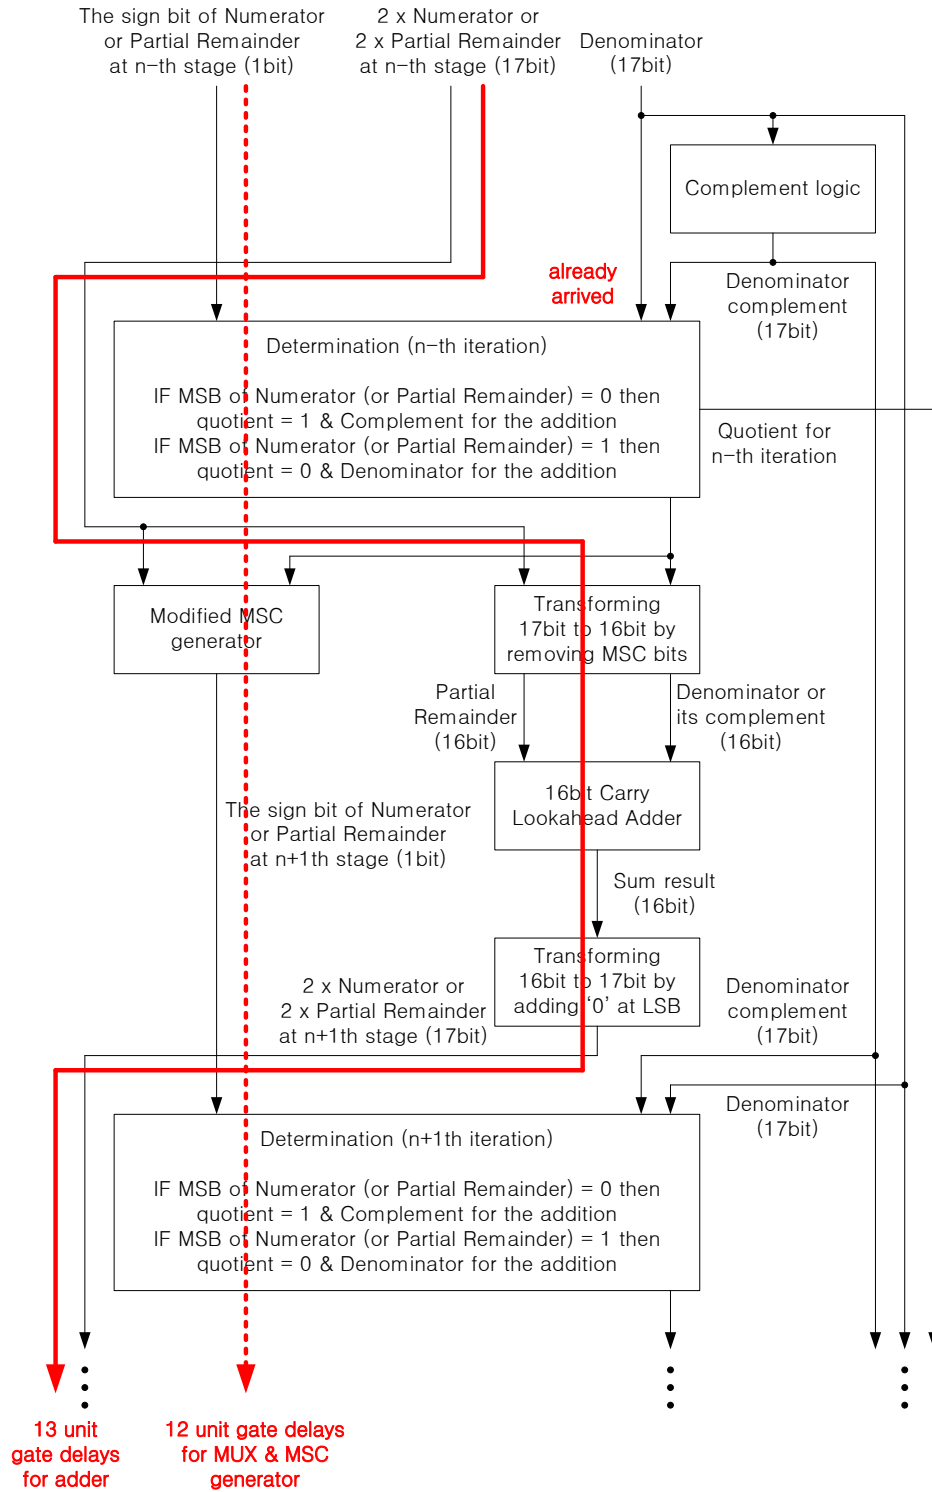 The sign bit of Numerator
or Partial Remainder
at n-th stage (1bit)
2 x Numerator or
2 x Partial Remainder
at n-th stage (17bit)
Denominator
(17bit)
Complement logic
already
arrived
Denominator
complement
(17bit)
Determination (n-th iteration)
IF MSB of Numerator (or Partial Remainder) = 0 then
quotient = 1 & Complement for the addition
IF MSB of Numerator (or Partial Remainder) = 1 then
quotient = 0 & Denominator for the addition
Quotient for
n-th iteration
Modified MSC
generator
Transforming
17bit to 16bit by
removing MSC bits
Partial
Remainder
(16bit)
Denominator or
its complement
(16bit)
16bit Carry
Lookahead Adder
The sign bit of Numerator
or Partial Remainder
at n+1th stage (1bit)
Sum result
(16bit)
Transforming
16bit to 17bit by
adding ‘0’ at LSB
2 x Numerator or
2 x Partial Remainder
at n+1th stage (17bit)
Denominator
complement
(17bit)
Denominator
(17bit)
Determination (n+1th iteration)
IF MSB of Numerator (or Partial Remainder) = 0 then
quotient = 1 & Complement for the addition
IF MSB of Numerator (or Partial Remainder) = 1 then
quotient = 0 & Denominator for the addition
13 unit
gate delays
for adder
12 unit gate delays
for MUX & MSC
generator